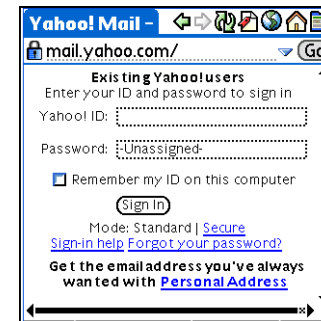 Yahoo! Mail -
mail.yahoo.com/
Go
Existing Yahoo! users
Enter your ID and password to sign in
Yahoo! ID:
Password: -Unassigned-
Remember my ID on this computer
Sign In
Mode: Standard | Secure
Sign-in help Forgot your password?
Get the email address you've always
wanted with Personal Address